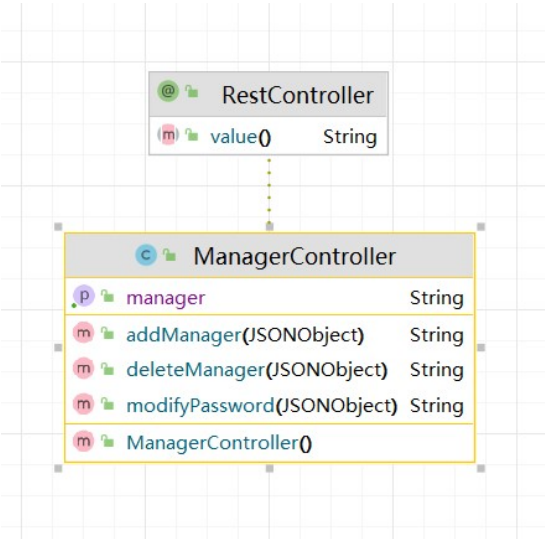 @ RestController
m value() String
C ManagerController
p manager String
m addManager(JSONObject) String
m deleteManager(JSONObject) String
m modifyPassword(JSONObject) String
m ManagerController()